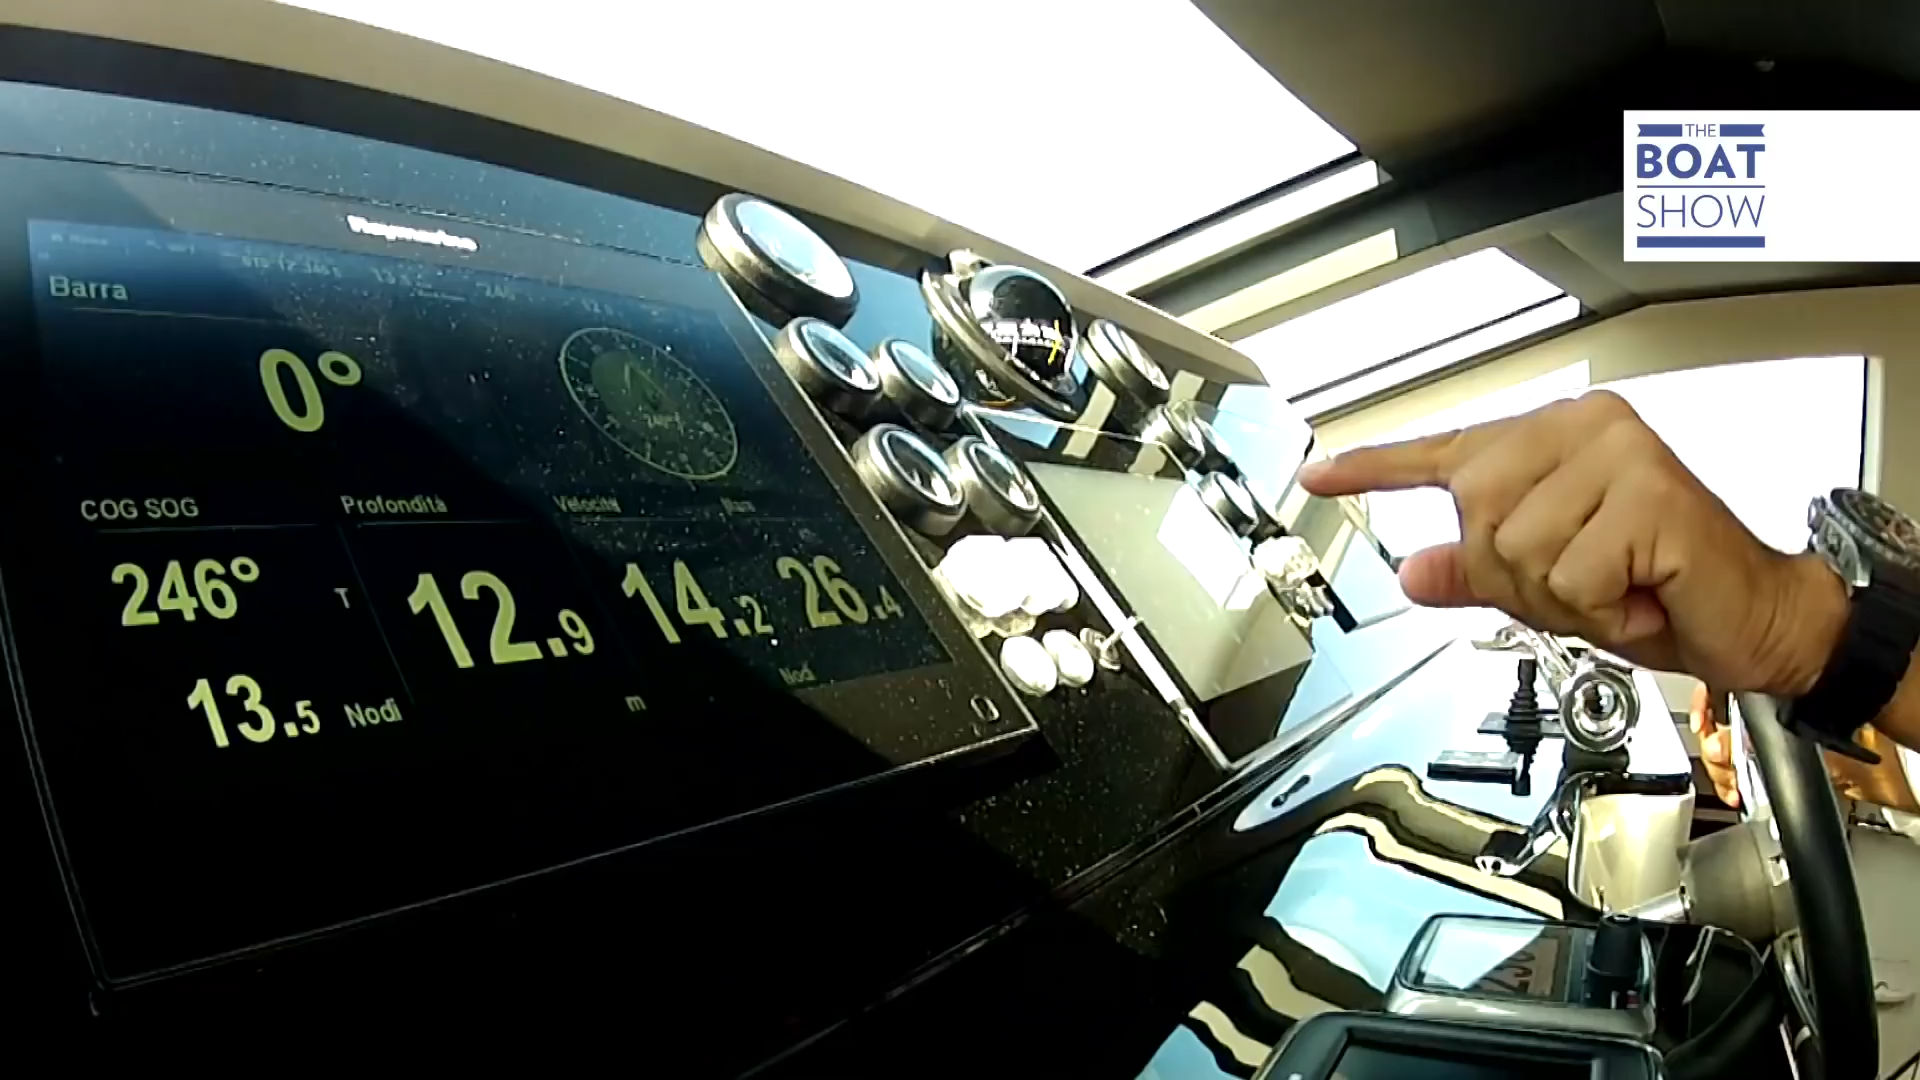 THE
BOAT
SHOW
Raymarine
Barra
0°
COG SOG
Profondità
Velocità
246° T
12.9
14.2
26.4
13.5 Nodi
m
Nodi